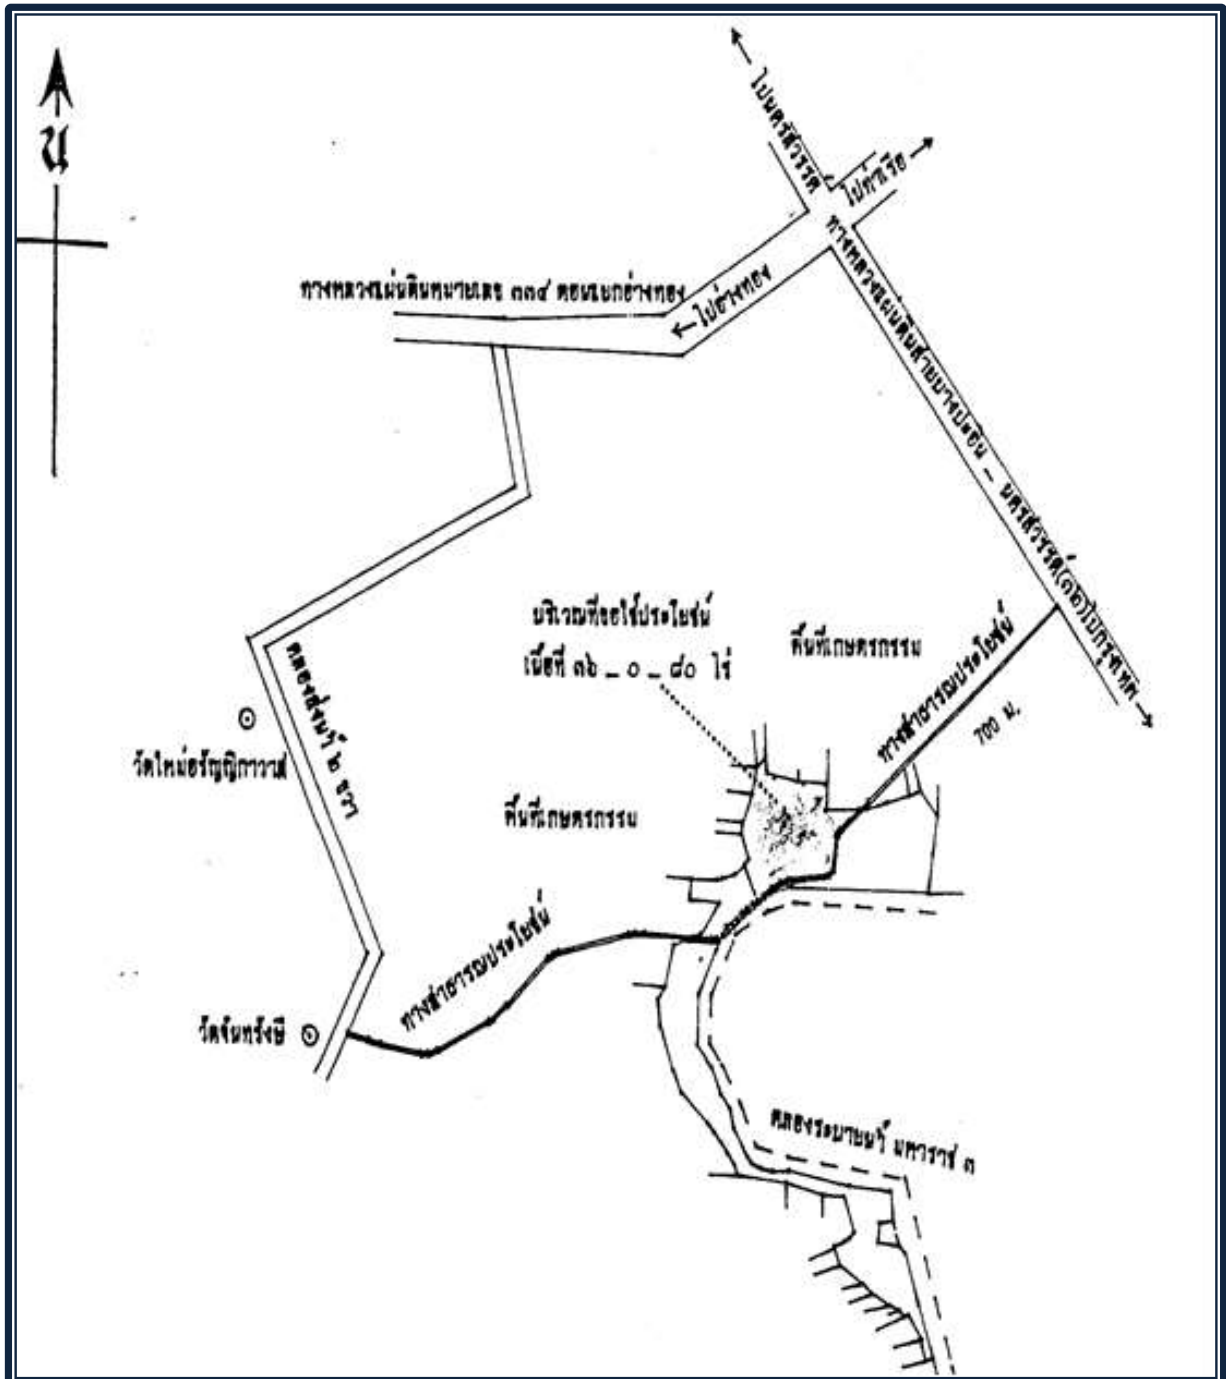 น
ไปนครสวรรค์
ไปท่าเรือ
ทางหลวงแผ่นดินหมายเลข ๓๓๔ ตอนแยกอ่างทอง
ไปอ่างทอง
ทางหลวงแผ่นดินสายบางปะอิน - นครสวรรค์(๓๒)ไปกรุงเทพ
บริเวณที่ขอใช้ประโยชน์
เนื้อที่ ๓๖ - ๐ - ๘๐ ไร่
พื้นที่เกษตรกรรม
ทางสาธารณประโยชน์
700 ม.
คลองส่งน้ำ ๒ ขวา
วัดใหม่อรัญญิกาวาส
พื้นที่เกษตรกรรม
ทางสาธารณประโยชน์
วัดจันทรังษี
คลองระบายน้ำ มหาราช ๓